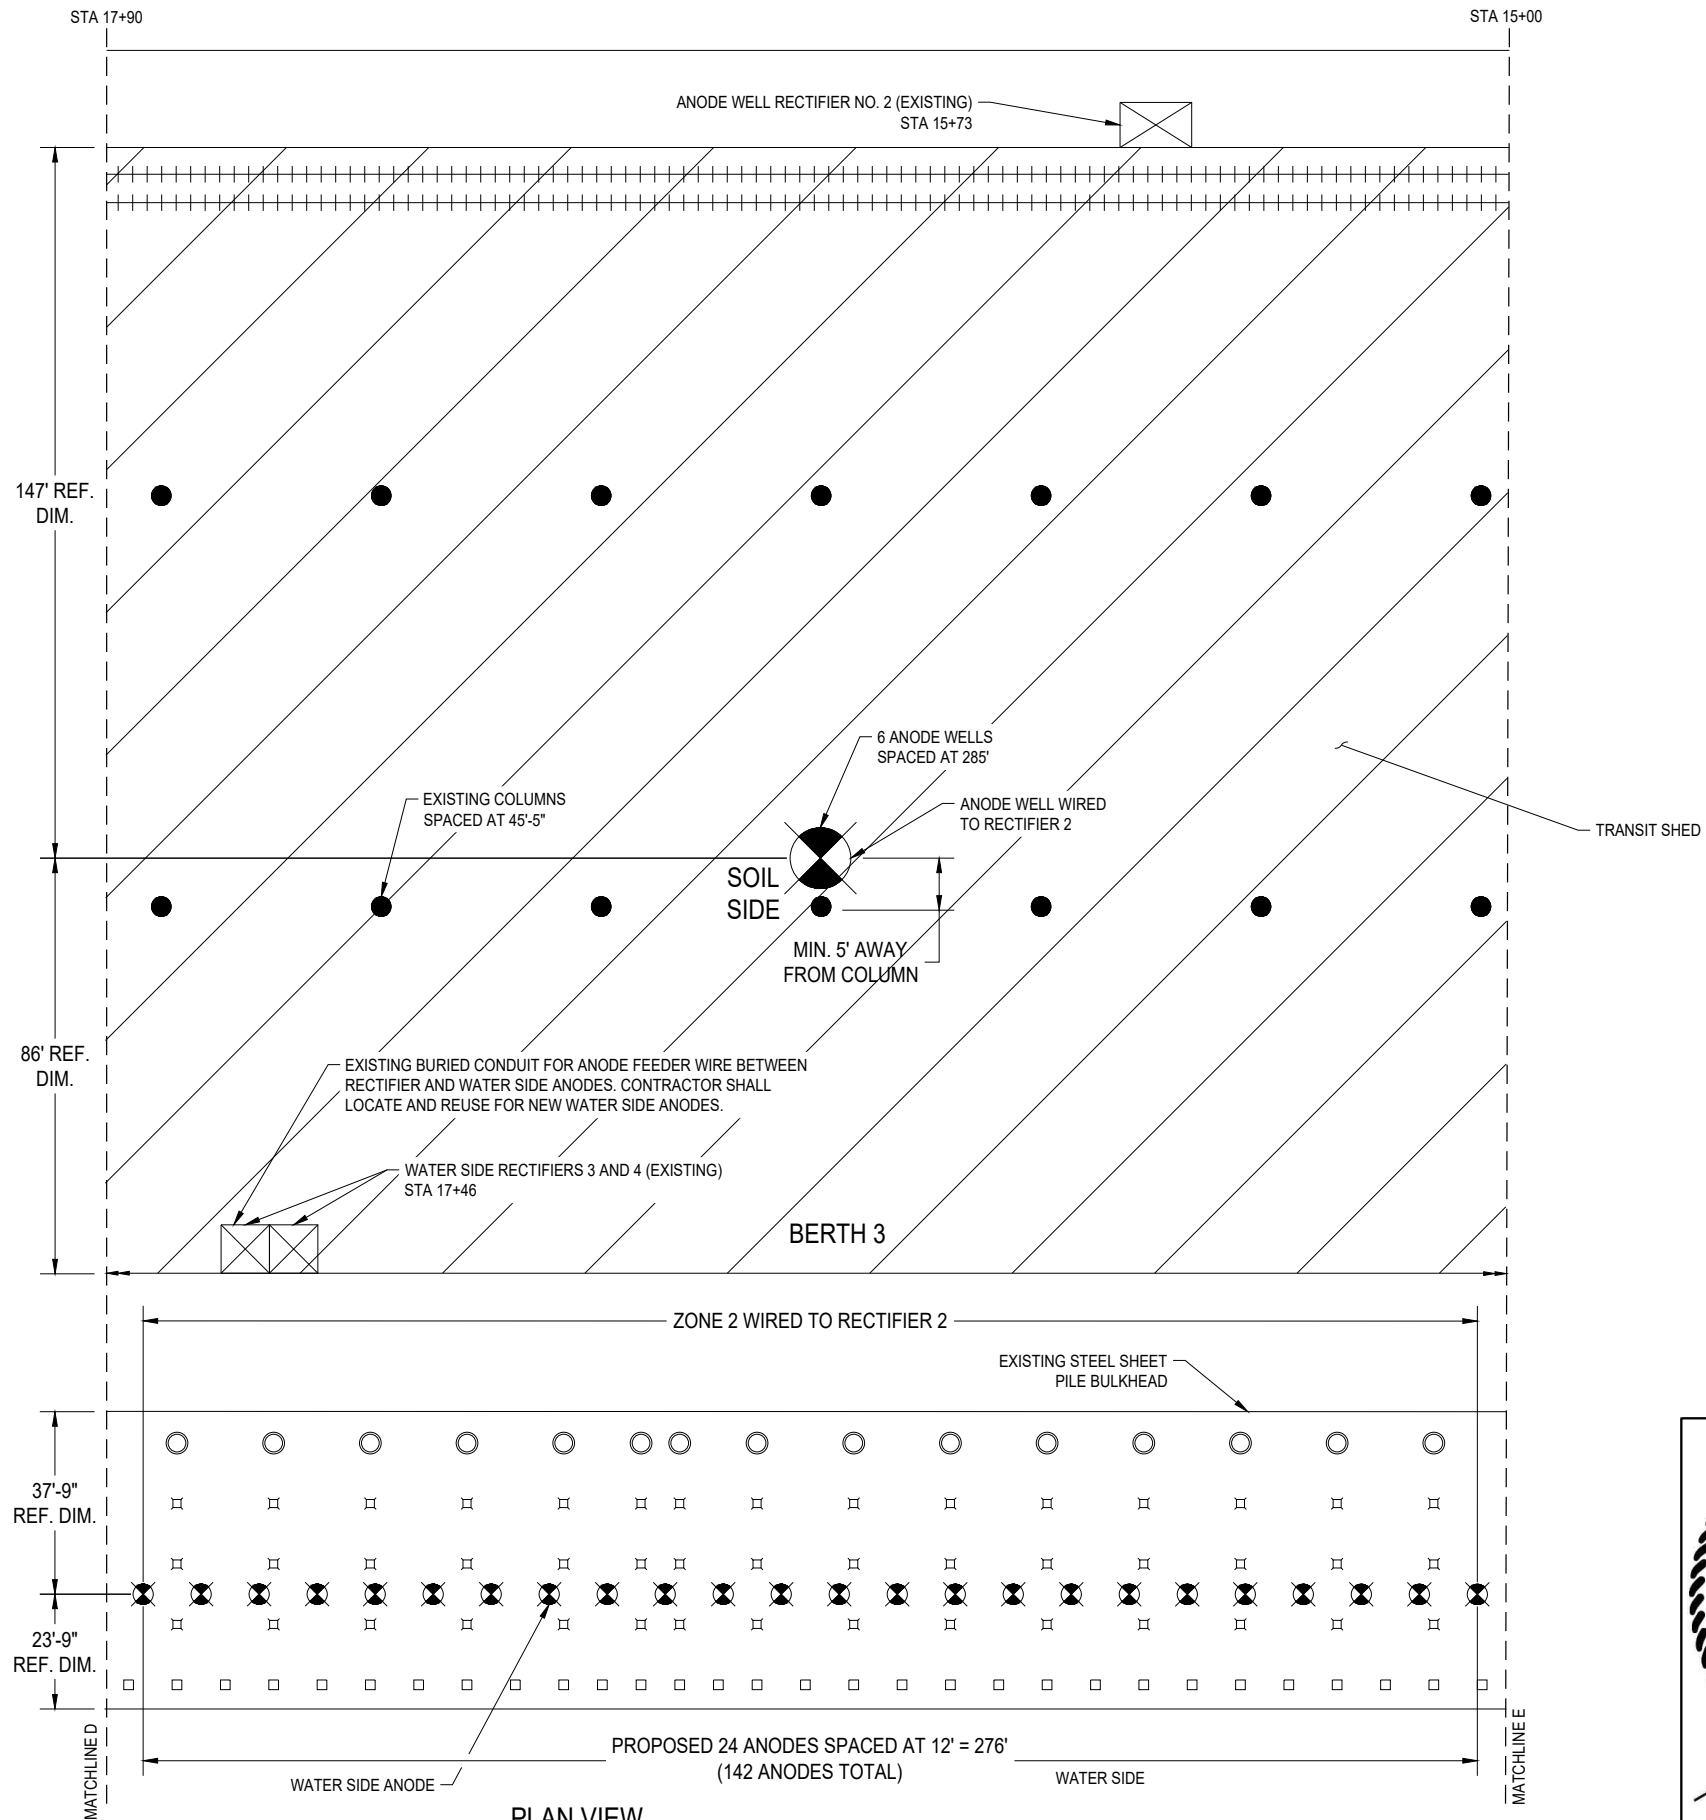 STA 17+90
STA 15+00
ANODE WELL RECTIFIER NO. 2 (EXISTING)
STA 15+73
147' REF.
DIM.
6 ANODE WELLS
SPACED AT 285'
EXISTING COLUMNS
SPACED AT 45'-5"
ANODE WELL WIRED
TO RECTIFIER 2
TRANSIT SHED
SOIL
SIDE
MIN. 5' AWAY
FROM COLUMN
86' REF.
DIM.
EXISTING BURIED CONDUIT FOR ANODE FEEDER WIRE BETWEEN
RECTIFIER AND WATER SIDE ANODES. CONTRACTOR SHALL
LOCATE AND REUSE FOR NEW WATER SIDE ANODES.
WATER SIDE RECTIFIERS 3 AND 4 (EXISTING)
STA 17+46
BERTH 3
ZONE 2 WIRED TO RECTIFIER 2
EXISTING STEEL SHEET
PILE BULKHEAD
37'-9"
REF. DIM.
23'-9"
REF. DIM.
MATCHLINE D
MATCHLINE E
PROPOSED 24 ANODES SPACED AT 12' = 276'
(142 ANODES TOTAL)
WATER SIDE ANODE
WATER SIDE
PLAN VIEW